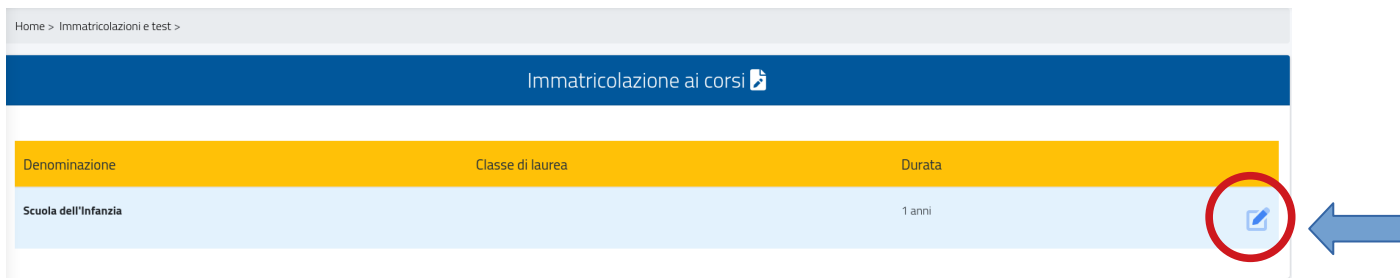 Home > Immatricolazioni e test >
Immatricolazione ai corsi
Denominazione Classe di laurea Durata
Scuola dell'Infanzia 1 anni